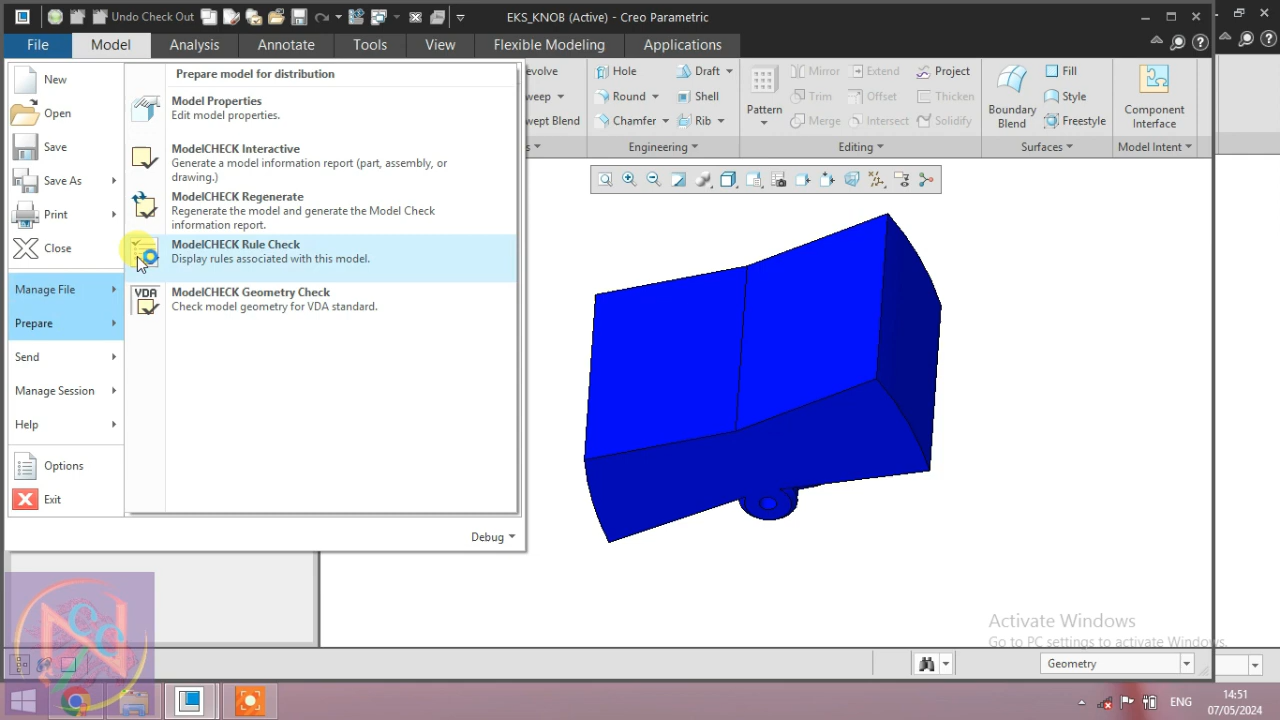 Undo Check Out
EKS_KNOB (Active) - Creo Parametric
File Model Analysis Annotate Tools View Flexible Modeling Applications
New
Open
Save
Save As
Print
Close
Manage File
Prepare
Send
Manage Session
Help
Options
Exit
Prepare model for distribution
Model Properties
Edit model properties.
ModelCHECK Interactive
Generate a model information report (part, assembly, or
drawing.)
ModelCHECK Regenerate
Regenerate the model and generate the Model Check
information report.
ModelCHECK Rule Check
Display rules associated with this model.
VDA
ModelCHECK Geometry Check
Check model geometry for VDA standard.
Debug
evolve
weep
wept Blend
Hole Draft
Round Shell
Chamfer Rib
Engineering
Pattern
Mirror Extend Project
Trim Offset Thicken
Merge Intersect Solidify
Editing
Boundary
Blend
Fill
Style
Freestyle
Surfaces
Component
Interface
Model Intent
Activate Windows
Go to PC settings to activate Windows.
Geometry
NCC
ENG
14:51
07/05/2024